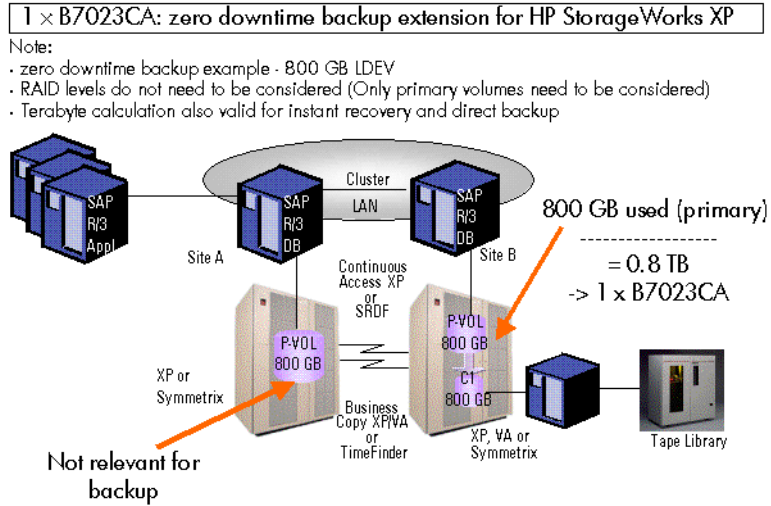 1 × B7023CA: zero downtime backup extension for HP StorageWorks XP
Note:
· zero downtime backup example - 800 GB LDEV
· RAID levels do not need to be considered (Only primary volumes need to be considered)
· Terabyte calculation also valid for instant recovery and direct backup
SAP
R/3
Appl
Site A
SAP
R/3
DB
Cluster
LAN
SAP
R/3
DB
Site B
800 GB used (primary)
----------------
= 0.8 TB
-> 1 x B7023CA
Continuous
Access XP
or
SRDF
P-VOL
800 GB
XP or
Symmetrix
P-VOL
800 GB
C1
800 GB
Business
Copy XP/VA
or
TimeFinder
XP, VA or
Symmetrix
Tape Library
Not relevant for
backup